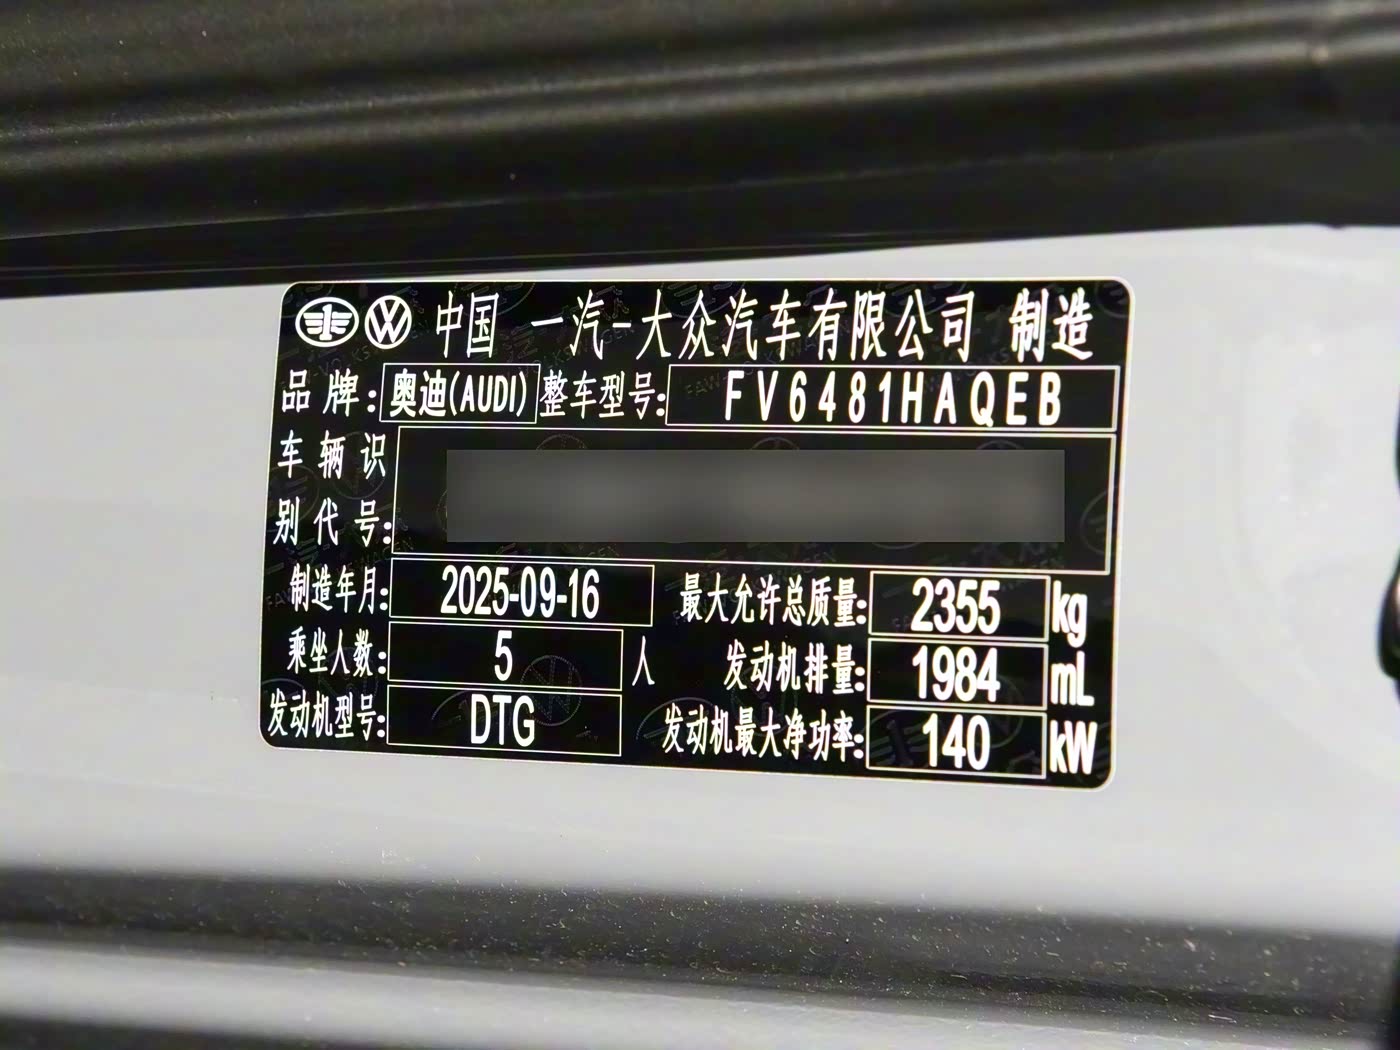 中国 一汽-大众汽车有限公司 制造
品牌: 奥迪(AUDI) 整车型号: FV6481HAQEB
车辆识
别代号:
制造年月: 2025-09-16 最大允许总质量: 2355 kg
乘坐人数: 5 人 发动机排量: 1984 mL
发动机型号: DTG 发动机最大净功率: 140 kW